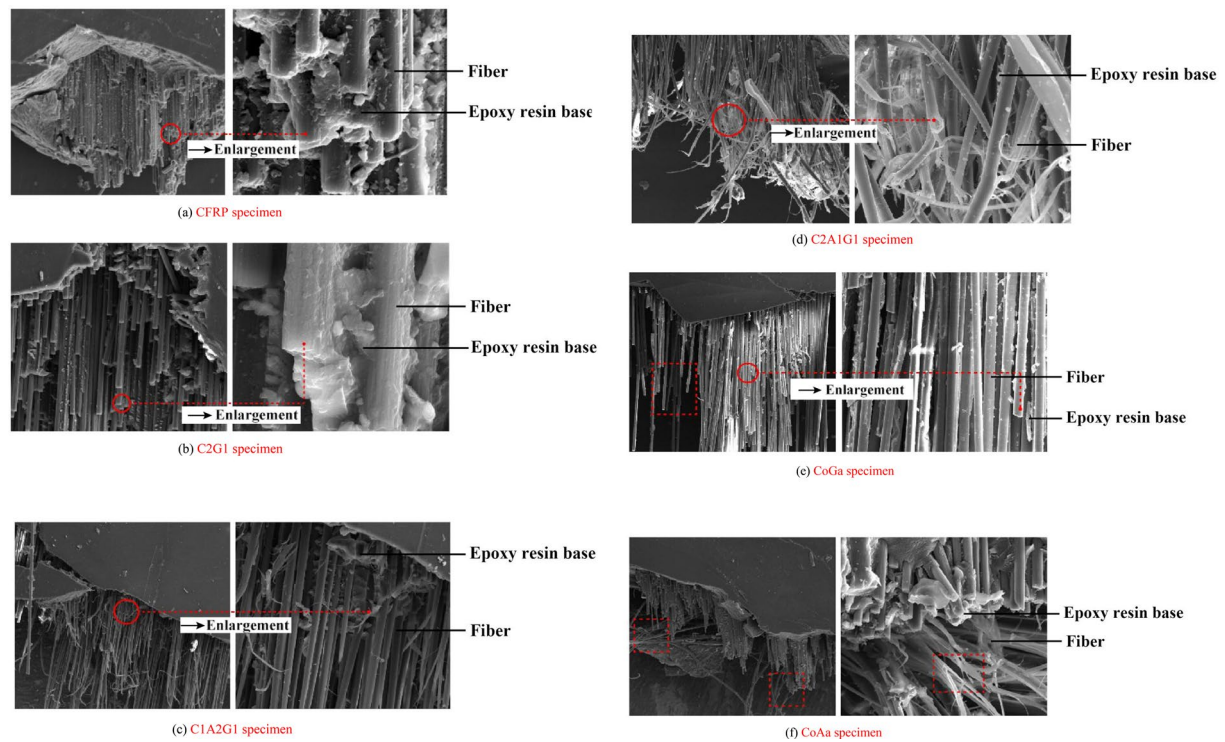 Fiber
Epoxy resin base
→ Enlargement
(a) CFRP specimen
Fiber
Epoxy resin base
→ Enlargement
(b) C2G1 specimen
Epoxy resin base
→ Enlargement
Fiber
(c) C1A2G1 specimen
Epoxy resin base
→ Enlargement
Fiber
(d) C2A1G1 specimen
Fiber
→ Enlargement
Epoxy resin base
(e) CoGa specimen
Epoxy resin base
Fiber
(f) CoAa specimen